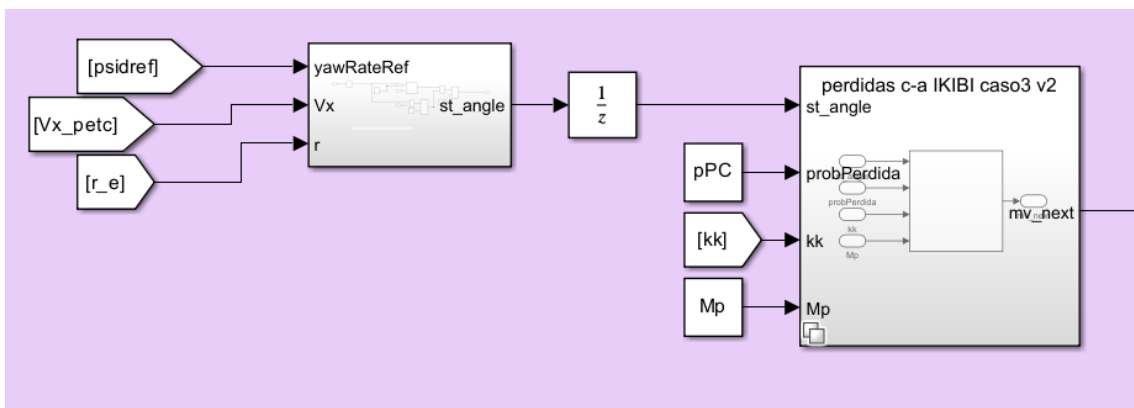 [psidref]
[Vx_petc]
[r_e]
yawRateRef
Vx
r
st_angle
1
z
perdidas c-a IKIBI caso3 v2
st_angle
pPC
probPerdida
probPerdida
[kk]
kk
kk
mv_next
Mp
Mp
Mp